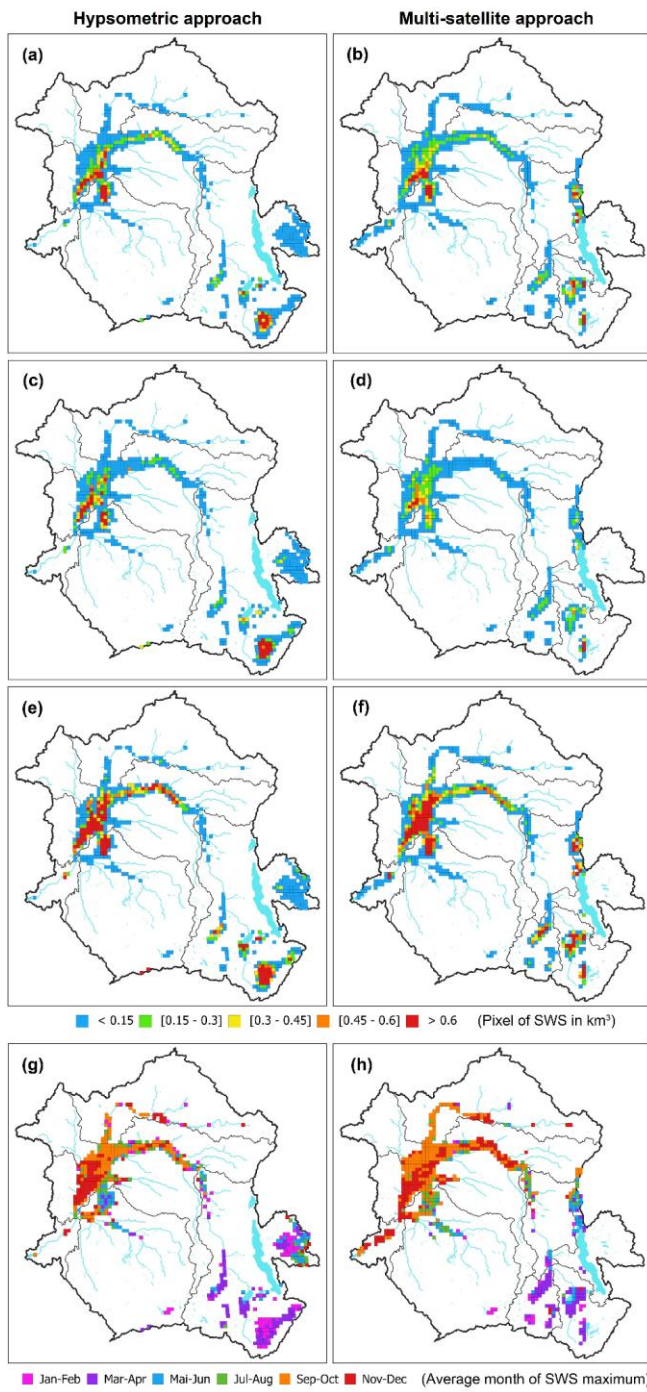 Hypsometric approach Multi-satellite approach
(a) (b)
(c) (d)
(e) (f)
< 0.15 [0.15 - 0.3] [0.3 - 0.45] [0.45 - 0.6] > 0.6 (Pixel of SWS in km³)
(g) (h)
Jan-Feb Mar-Apr Mai-Jun Jul-Aug Sep-Oct Nov-Dec (Average month of SWS maximum)